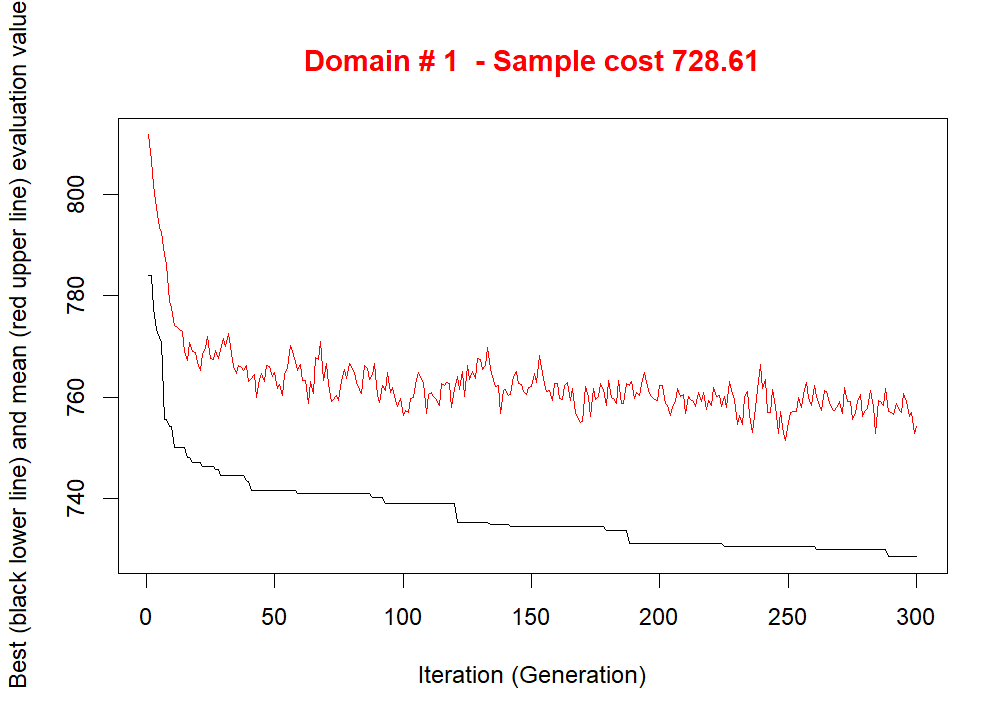 Domain # 1  - Sample cost 728.61
Best (black lower line) and mean (red upper line) evaluation value
800
780
760
740
0 50 100 150 200 250 300
Iteration (Generation)